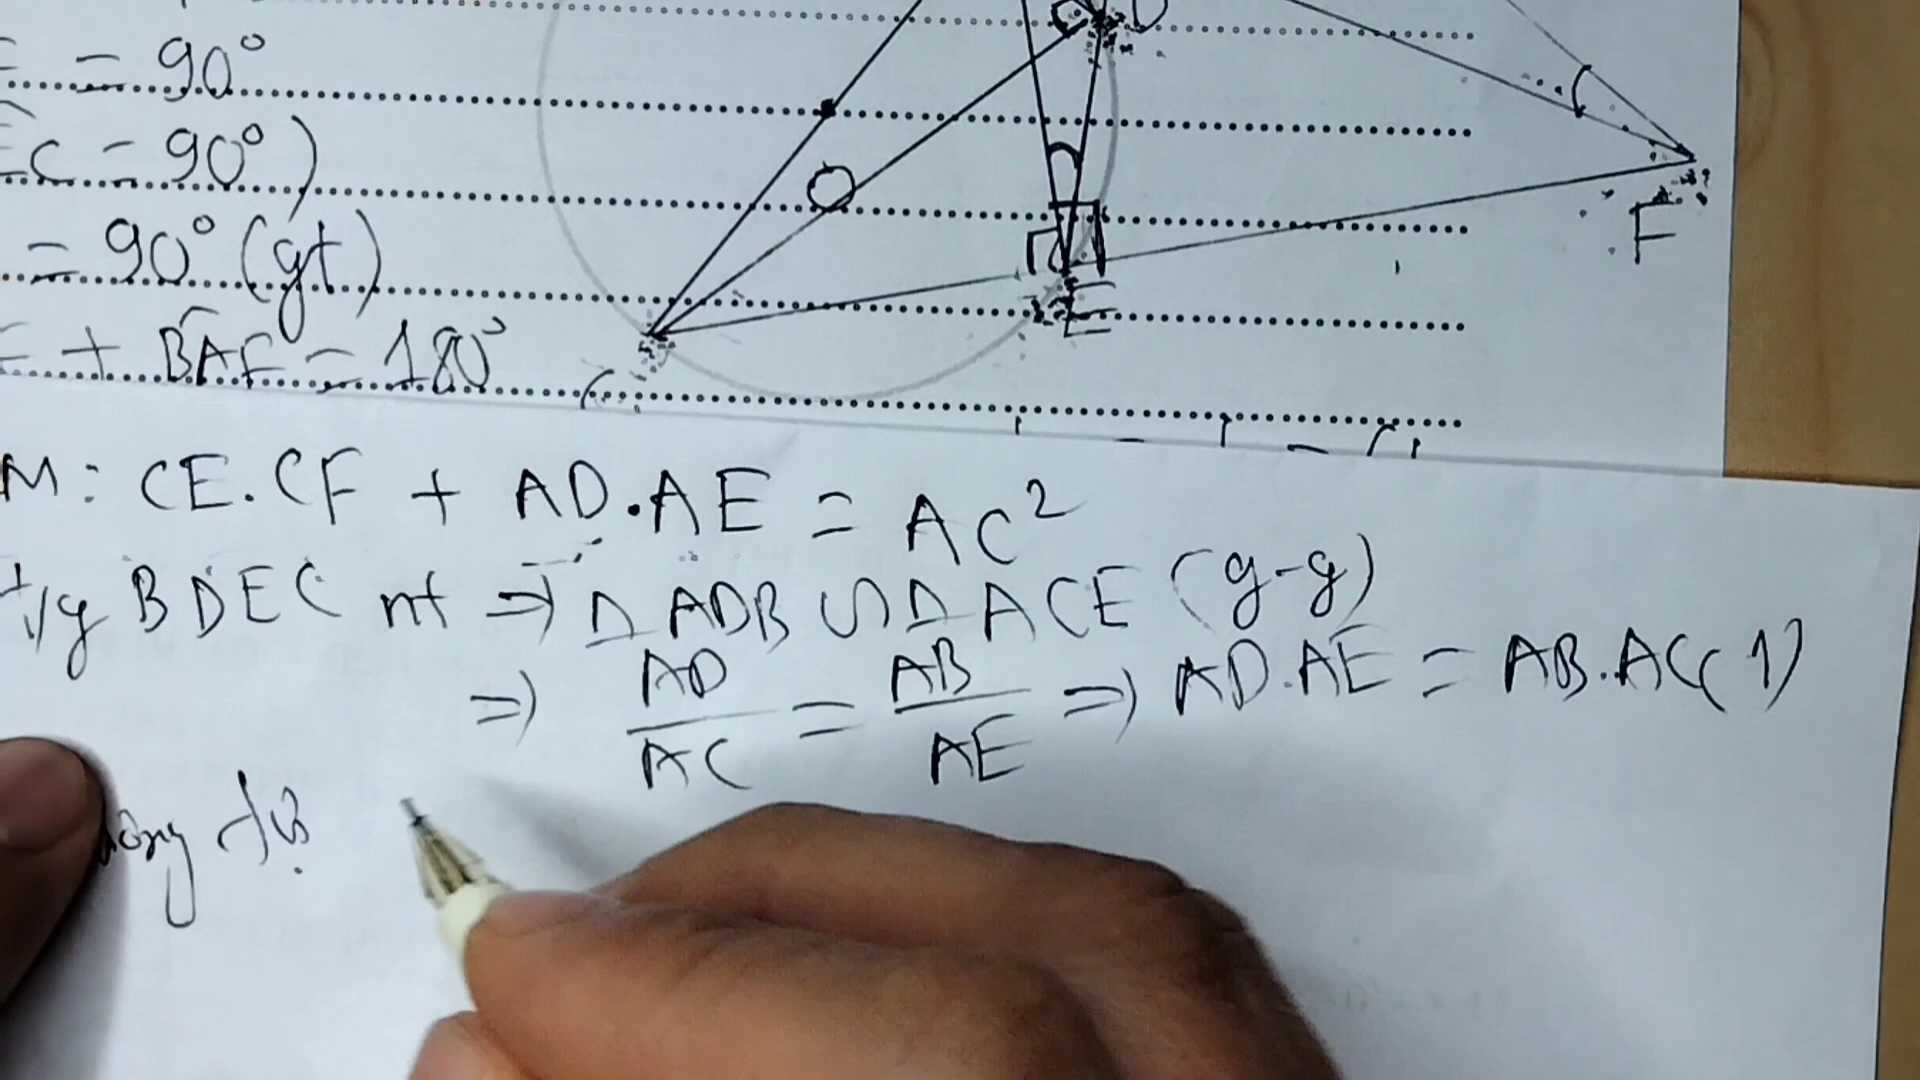 = 90°
EC = 90°)
= 90° (gt)
+ BAF = 180°
D
F
E
M: CE.CF + AD.AE = AC²
t/g BDEC nt => Δ ADB ∽ Δ ACE (g-g)
=> AD/AC = AB/AE => AD.AE = AB.AC (1)